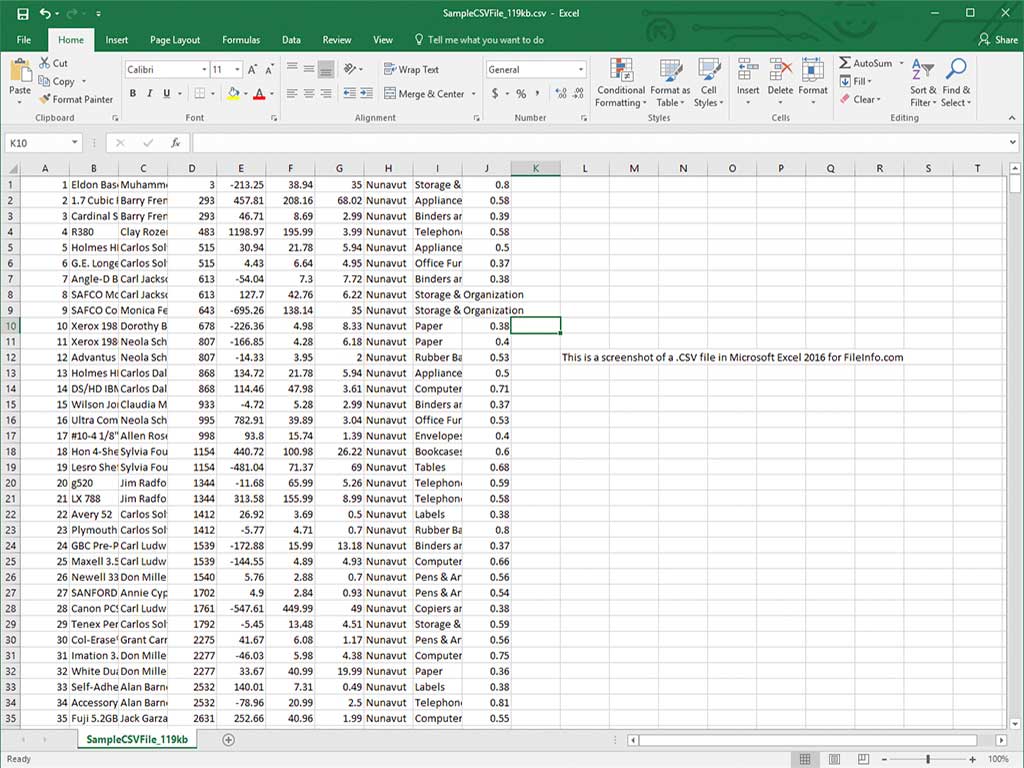 SampleCSVFile_119kb.csv - Excel
File Home Insert Page Layout Formulas Data Review View Tell me what you want to do Share
Paste Cut Copy Format Painter
Calibri 11 A A B I U A
Wrap Text Merge & Center
General $ % ,
Conditional Formatting Format as Table Cell Styles
Insert Delete Format
AutoSum Fill Clear Sort & Filter Find & Select
Clipboard Font Alignment Number Styles Cells Editing
K10 fx
A B C D E F G H I J K L M N O P Q R S T
1 1 Eldon Bas Muhamm 3 -213.25 38.94 35 Nunavut Storage & 0.8
2 2 1.7 Cubic Barry Fren 293 457.81 208.16 68.02 Nunavut Appliance 0.58
3 3 Cardinal S Barry Fren 293 46.71 8.69 2.99 Nunavut Binders ar 0.39
4 4 R380 Clay Rozer 483 1198.97 195.99 3.99 Nunavut Telephon 0.58
5 5 Holmes H Carlos Sol 515 30.94 21.78 5.94 Nunavut Appliance 0.5
6 6 G.E. Longe Carlos Sol 515 4.43 6.64 4.95 Nunavut Office Fur 0.37
7 7 Angle-D B Carl Jackso 613 -54.04 7.3 7.72 Nunavut Binders ar 0.38
8 8 SAFCO Mo Carl Jackso 613 127.7 42.76 6.22 Nunavut Storage & Organization
9 9 SAFCO Co Monica Fe 643 -695.26 138.14 35 Nunavut Storage & Organization
10 10 Xerox 198 Dorothy B 678 -226.36 4.98 8.33 Nunavut Paper 0.38
11 11 Xerox 198 Neola Sch 807 -166.85 4.28 6.18 Nunavut Paper 0.4
12 12 Advantus Neola Sch 807 -14.33 3.95 2 Nunavut Rubber Ba 0.53 This is a screenshot of a .CSV file in Microsoft Excel 2016 for FileInfo.com
13 13 Holmes H Carlos Dal 868 134.72 21.78 5.94 Nunavut Appliance 0.5
14 14 DS/HD IBM Carlos Dal 868 114.46 47.98 3.61 Nunavut Computer 0.71
15 15 Wilson Jo Claudia M 933 -4.72 5.28 2.99 Nunavut Binders ar 0.37
16 16 Ultra Com Neola Sch 995 782.91 39.89 3.04 Nunavut Office Fur 0.53
17 17 #10-4 1/8" Allen Rose 998 93.8 15.74 1.39 Nunavut Envelopes 0.4
18 18 Hon 4-She Sylvia Fou 1154 440.72 100.98 26.22 Nunavut Bookcases 0.6
19 19 Lesro She Sylvia Fou 1154 -481.04 71.37 69 Nunavut Tables 0.68
20 20 g520 Jim Radfo 1344 -11.68 65.99 5.26 Nunavut Telephon 0.59
21 21 LX 788 Jim Radfo 1344 313.58 155.99 8.99 Nunavut Telephon 0.58
22 22 Avery 52 Carlos Sol 1412 26.92 3.69 0.5 Nunavut Labels 0.38
23 23 Plymouth Carlos Sol 1412 -5.77 4.71 0.7 Nunavut Rubber Ba 0.8
24 24 GBC Pre-P Carl Ludw 1539 -172.88 15.99 13.18 Nunavut Binders ar 0.37
25 25 Maxell 3.5 Carl Ludw 1539 -144.55 4.89 4.93 Nunavut Computer 0.66
26 26 Newell 33 Don Mille 1540 5.76 2.88 0.7 Nunavut Pens & Ar 0.56
27 27 SANFORD Annie Cyp 1702 4.9 2.84 0.93 Nunavut Pens & Ar 0.54
28 28 Canon PC Carl Ludw 1761 -547.61 449.99 49 Nunavut Copiers ar 0.38
29 29 Tenex Per Carlos Sol 1792 -5.45 13.48 4.51 Nunavut Storage & 0.59
30 30 Col-Erase Grant Carr 2275 41.67 6.08 1.17 Nunavut Pens & Ar 0.56
31 31 Imation 3. Don Mille 2277 -46.03 5.98 4.38 Nunavut Computer 0.75
32 32 White Dua Don Mille 2277 33.67 40.99 19.99 Nunavut Paper 0.36
33 33 Self-Adhe Alan Barn 2532 140.01 7.31 0.49 Nunavut Labels 0.38
34 34 Accessory Alan Barn 2532 -78.96 20.99 2.5 Nunavut Telephon 0.81
35 35 Fuji 5.2GB Jack Garza 2631 252.66 40.96 1.99 Nunavut Computer 0.55
SampleCSVFile_119kb
Ready 100%